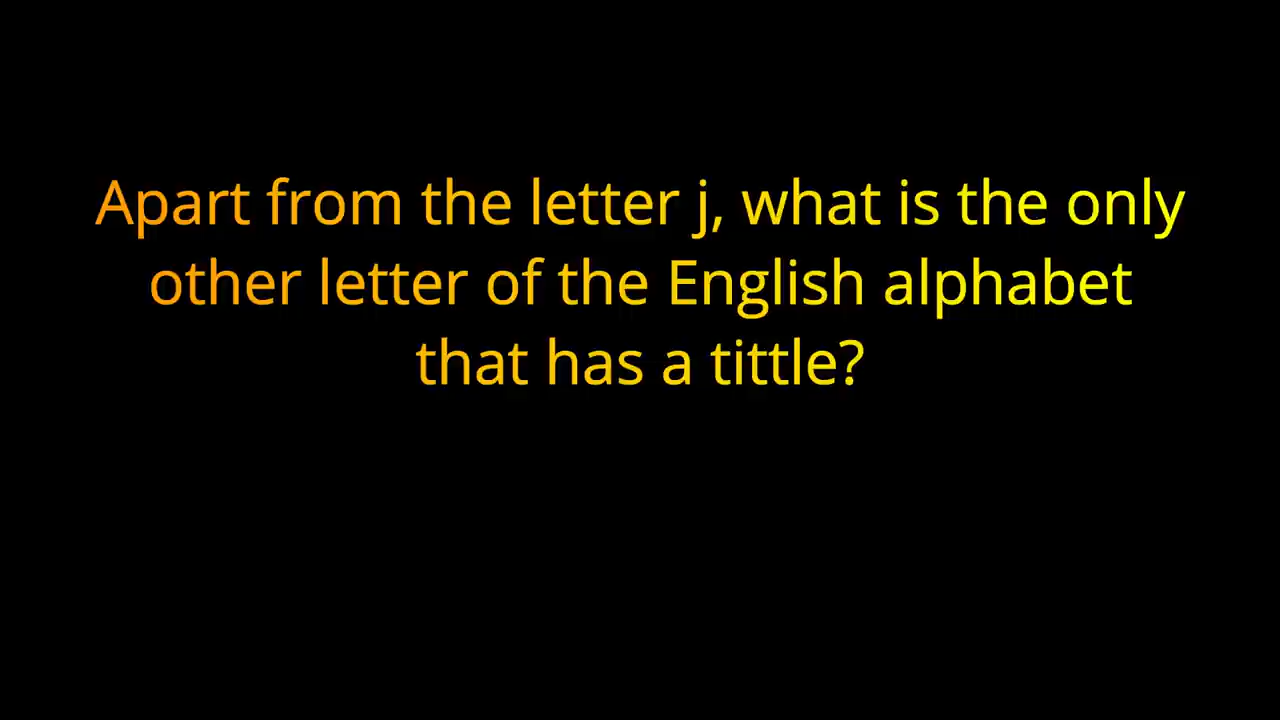 Apart from the letter j, what is the only
other letter of the English alphabet
that has a tittle?